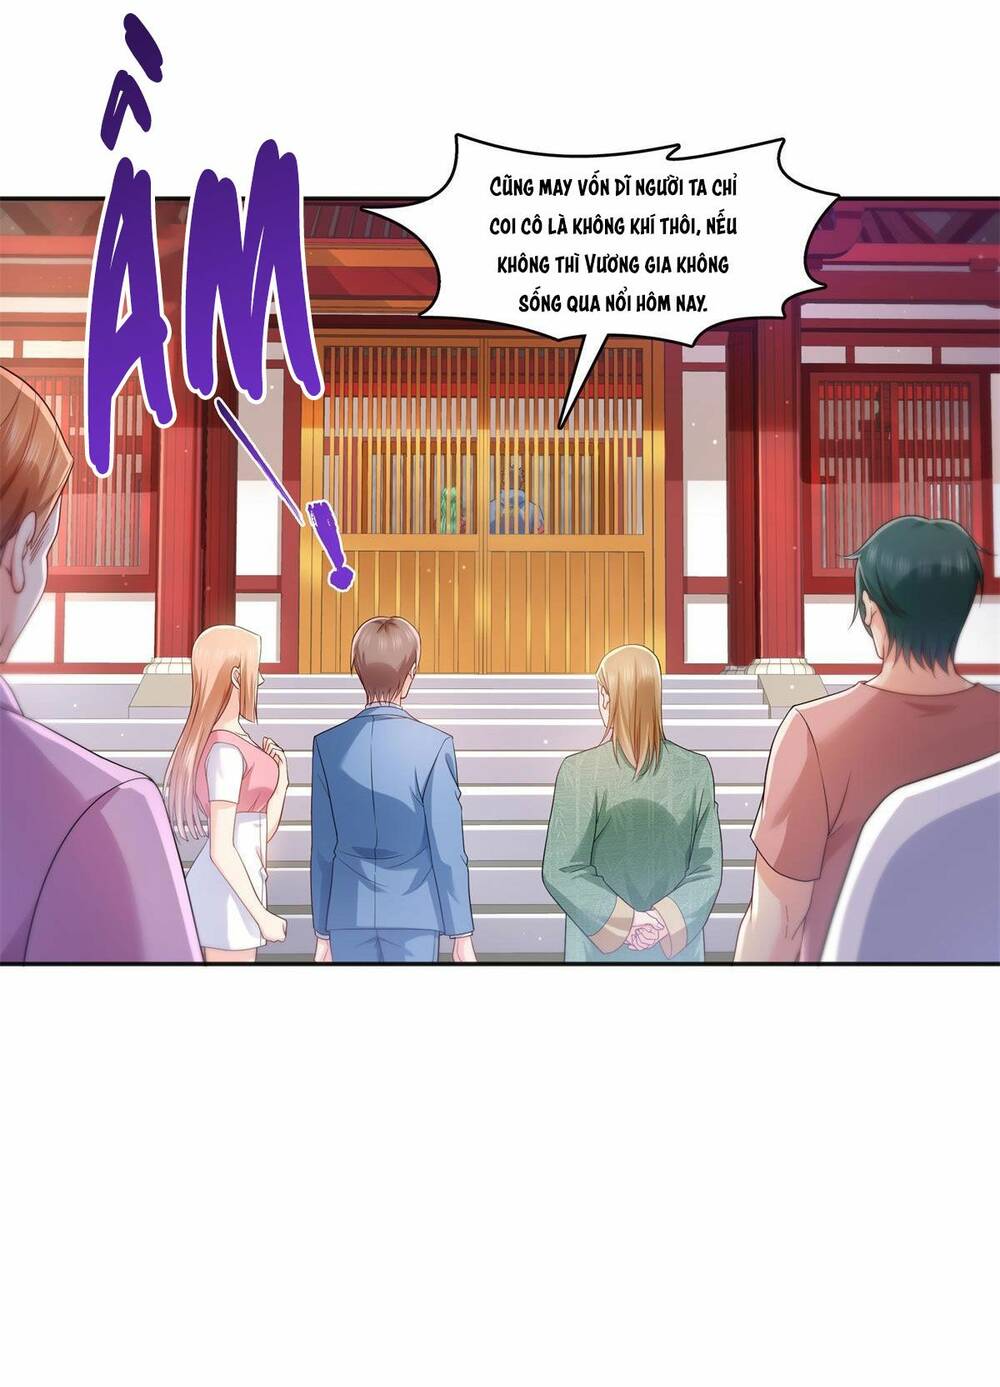 ẦM!
CŨNG MAY VỐN DĨ NGƯỜI TA CHỈ
COI CÔ LÀ KHÔNG KHÍ THÔI, NẾU
KHÔNG THÌ VƯƠNG GIA KHÔNG
SỐNG QUA NỔI HÔM NAY.